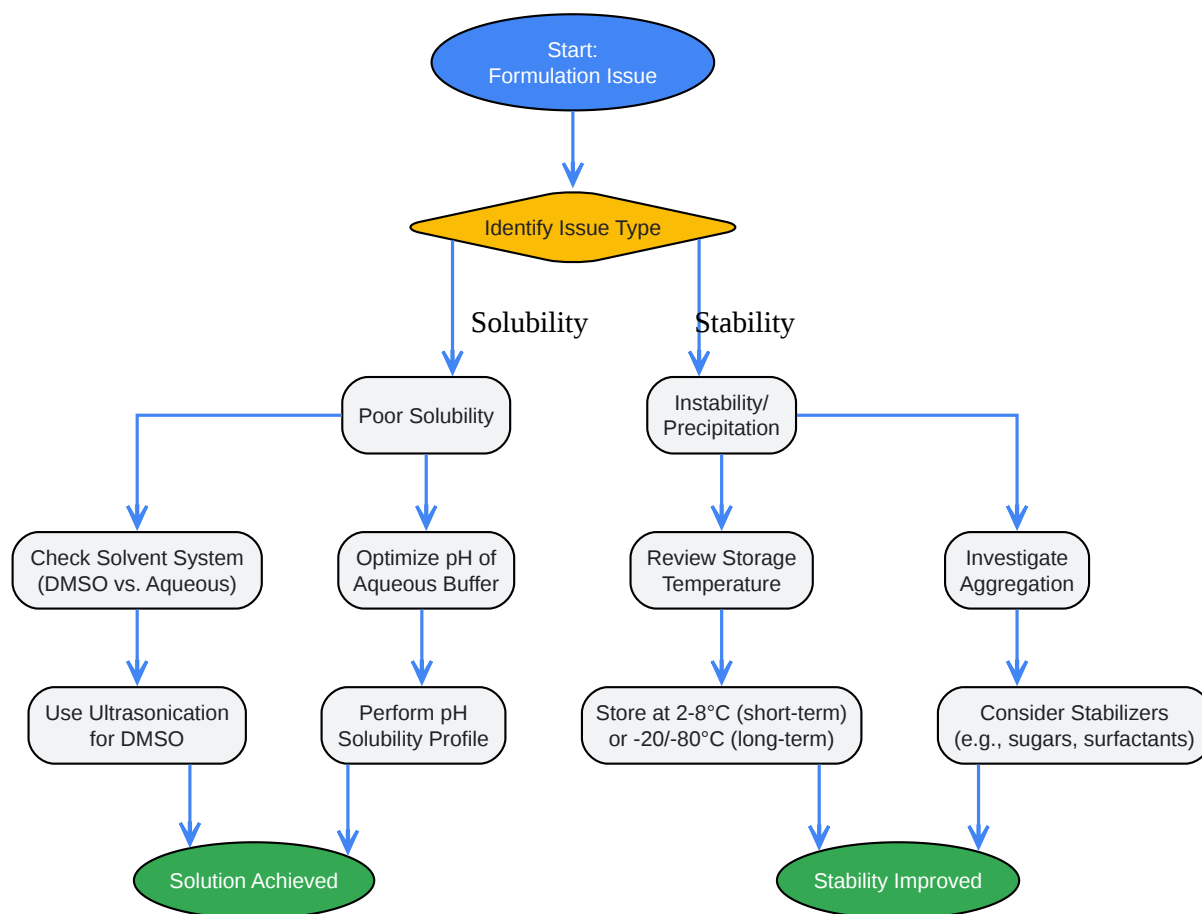 Start:
Formulation Issue
Identify Issue Type
Solubility
Stability
Poor Solubility
Instability/
Precipitation
Check Solvent System
(DMSO vs. Aqueous)
Optimize pH of
Aqueous Buffer
Review Storage
Temperature
Investigate
Aggregation
Use Ultrasonication
for DMSO
Perform pH
Solubility Profile
Store at 2-8°C (short-term)
or -20/-80°C (long-term)
Consider Stabilizers
(e.g., sugars, surfactants)
Solution Achieved
Stability Improved